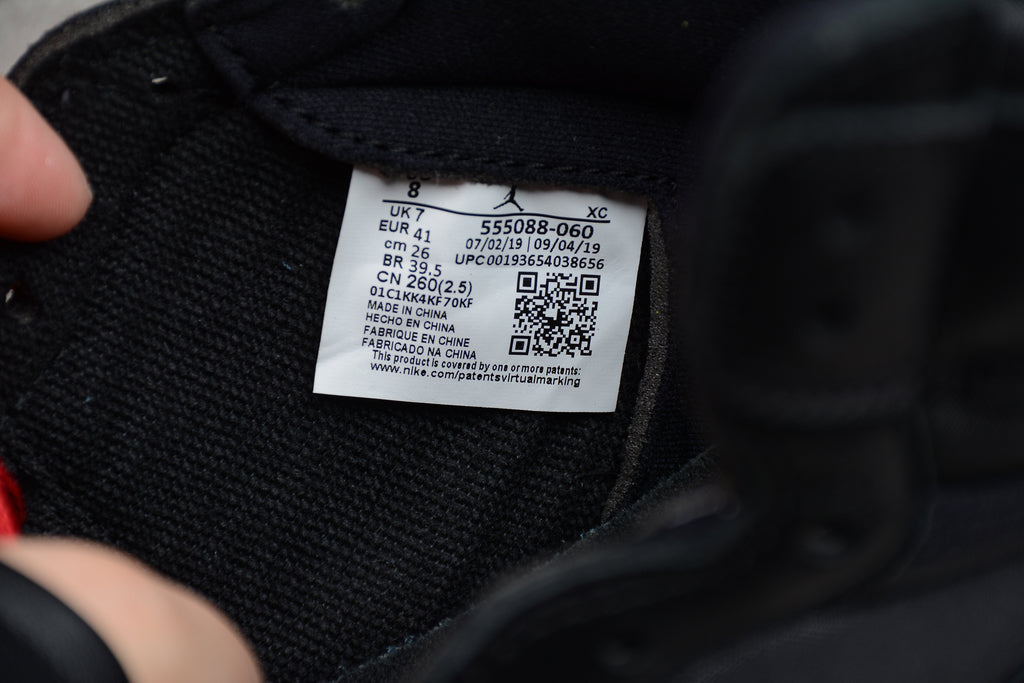 8
XC
UK 7
EUR 41
cm 26
BR 39.5
CN 260(2.5)
01C1KK4KF70KF
555088-060
07/02/19 | 09/04/19
UPC00193654038656
MADE IN CHINA
HECHO EN CHINA
FABRIQUE EN CHINE
FABRICADO NA CHINA
This product is covered by one or more patents:
www.nike.com/patentsvirtualmarking